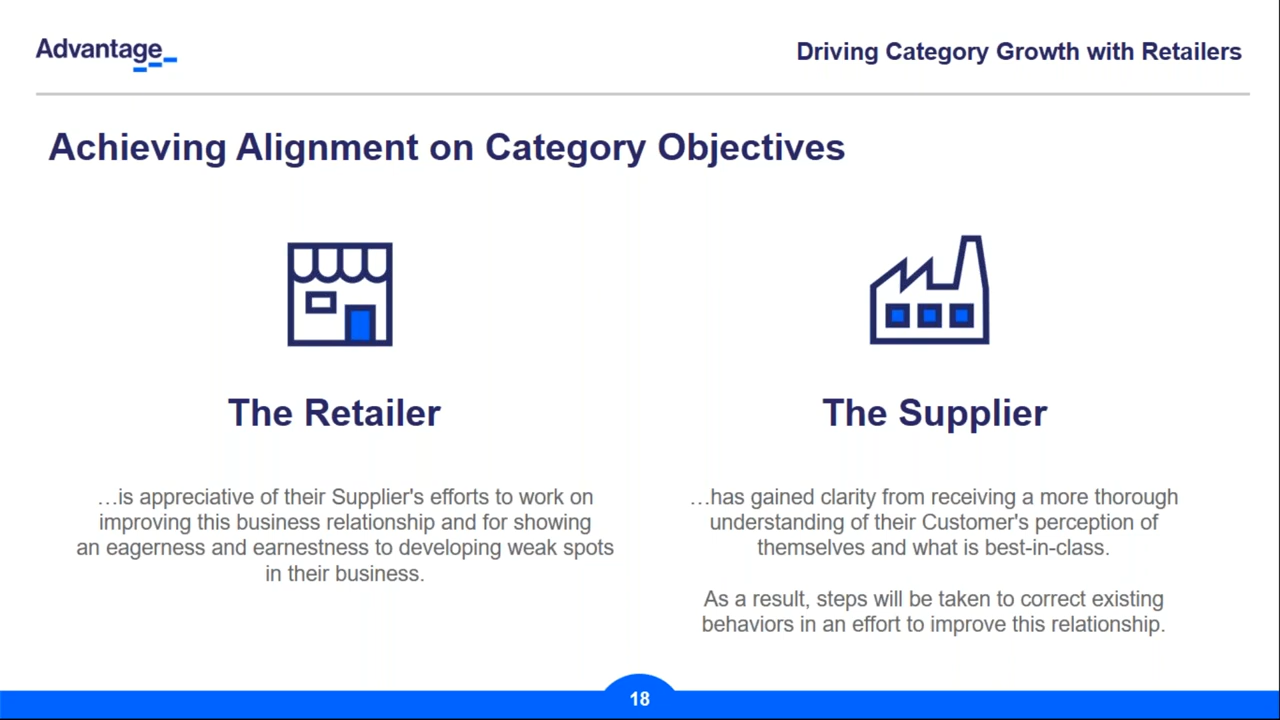 Advantage
Driving Category Growth with Retailers
Achieving Alignment on Category Objectives
The Retailer
…is appreciative of their Supplier's efforts to work on
improving this business relationship and for showing
an eagerness and earnestness to developing weak spots
in their business.
The Supplier
…has gained clarity from receiving a more thorough
understanding of their Customer's perception of
themselves and what is best-in-class.
As a result, steps will be taken to correct existing
behaviors in an effort to improve this relationship.
18